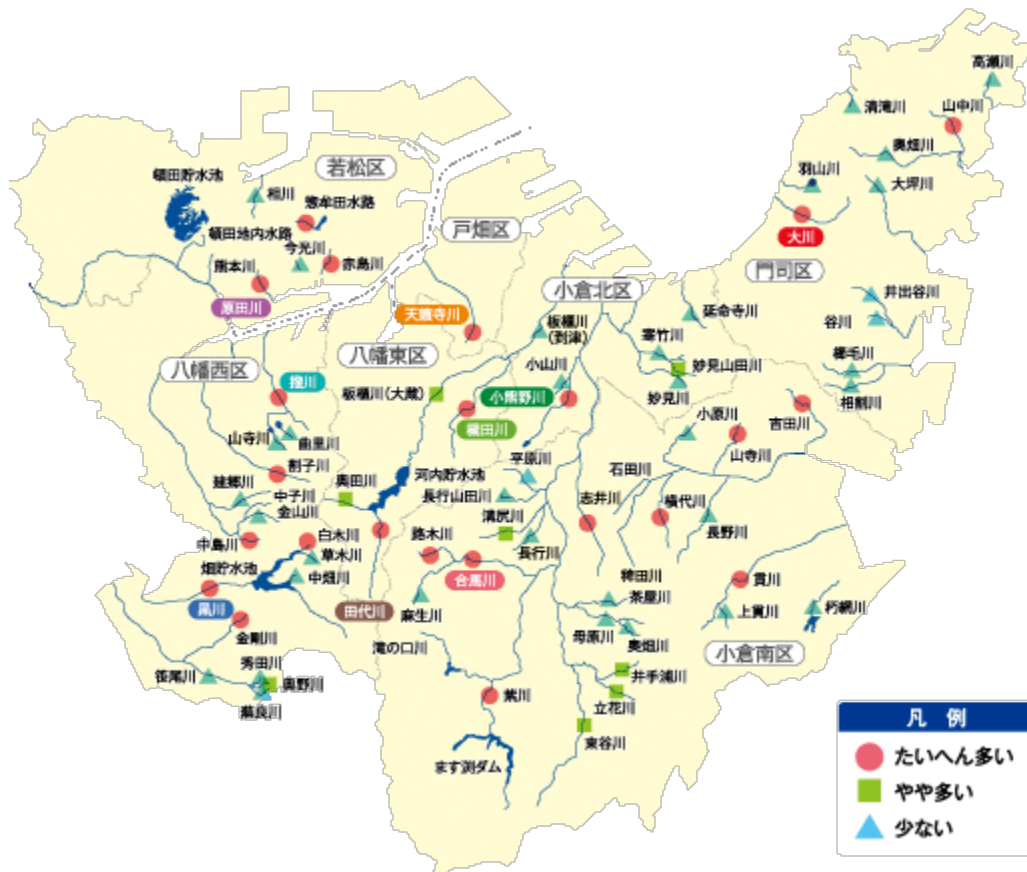 高瀬川
清滝川
山中川
奥畑川
若松区
羽山川
頓田貯水池
相川
大坪川
惣牟田水路
戸畑区
頓田地内水路
大川
今光川
赤島川
門司区
熊本川
小倉北区
井出谷川
原田川
天籟寺川
延命寺川
谷川
板櫃川
(到津)
寒竹川
八幡東区
櫛毛川
八幡西区
小山川
妙見山田川
撥川
板櫃川(大蔵)
小熊野川
妙見川
相割川
小原川
吉田川
槻田川
山寺川
曲里川
山寺川
平原川
割子川
河内貯水池
石田川
建郷川
奥田川
中子川
長行山田川
志井川
横代川
金山川
溝尻川
長野川
中島川
白木川
路木川
長行川
草木川
畑貯水池
中畑川
合馬川
稗田川
貫川
茶屋川
黒川
田代川
麻生川
上貫川
朽網川
金剛川
母原川
滝の口川
奥畑川
小倉南区
秀田川
笹尾川
井手浦川
奥野川
紫川
立花川
蕪良川
東谷川
ます渕ダム
凡 例
たいへん多い
やや多い
少ない